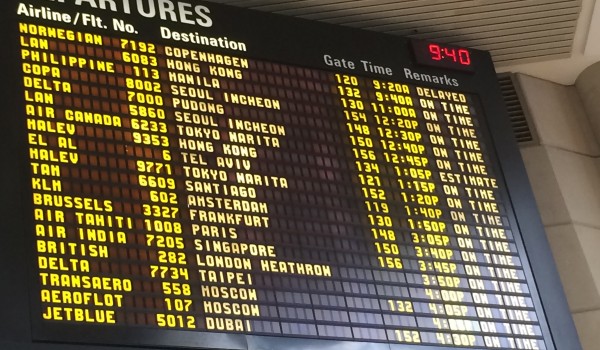 DEPARTURES
Airline/Flt. No. Destination Gate Time Remarks 9:40
NORWEGIAN 7192 COPENHAGEN 120 9:20A DELAYED
LAN 6083 HONG KONG 132 9:40A ON TIME
PHILIPPINE 113 MANILA 130 11:00A ON TIME
COPA 8002 SEOUL INCHEON 154 12:20P ON TIME
DELTA 7000 PUDONG 148 12:30P ON TIME
LAN 5860 SEOUL INCHEON 150 12:40P ON TIME
AIR CANADA 6233 TOKYO NARITA 156 12:45P ON TIME
MALEV 9353 HONG KONG 134 1:05P ESTIMATE
EL AL 6 TEL AVIV 1:15P ON TIME
MALEV 9771 TOKYO NARITA 152 1:20P ON TIME
TAM 6609 SANTIAGO 119 1:40P ON TIME
KLM 602 AMSTERDAM 130 1:50P ON TIME
BRUSSELS 3327 FRANKFURT 148 3:05P ON TIME
AIR TAHITI 1008 PARIS 150 3:40P ON TIME
AIR INDIA 7205 SINGAPORE 156 3:45P ON TIME
BRITISH 282 LONDON HEATHROW 3:50P ON TIME
DELTA 7734 TAIPEI 4:00P ON TIME
TRANSAERO 558 MOSCOW ON TIME
AEROFLOT 107 MOSCOW 132 ON TIME
JETBLUE 5012 DUBAI ON TIME
152